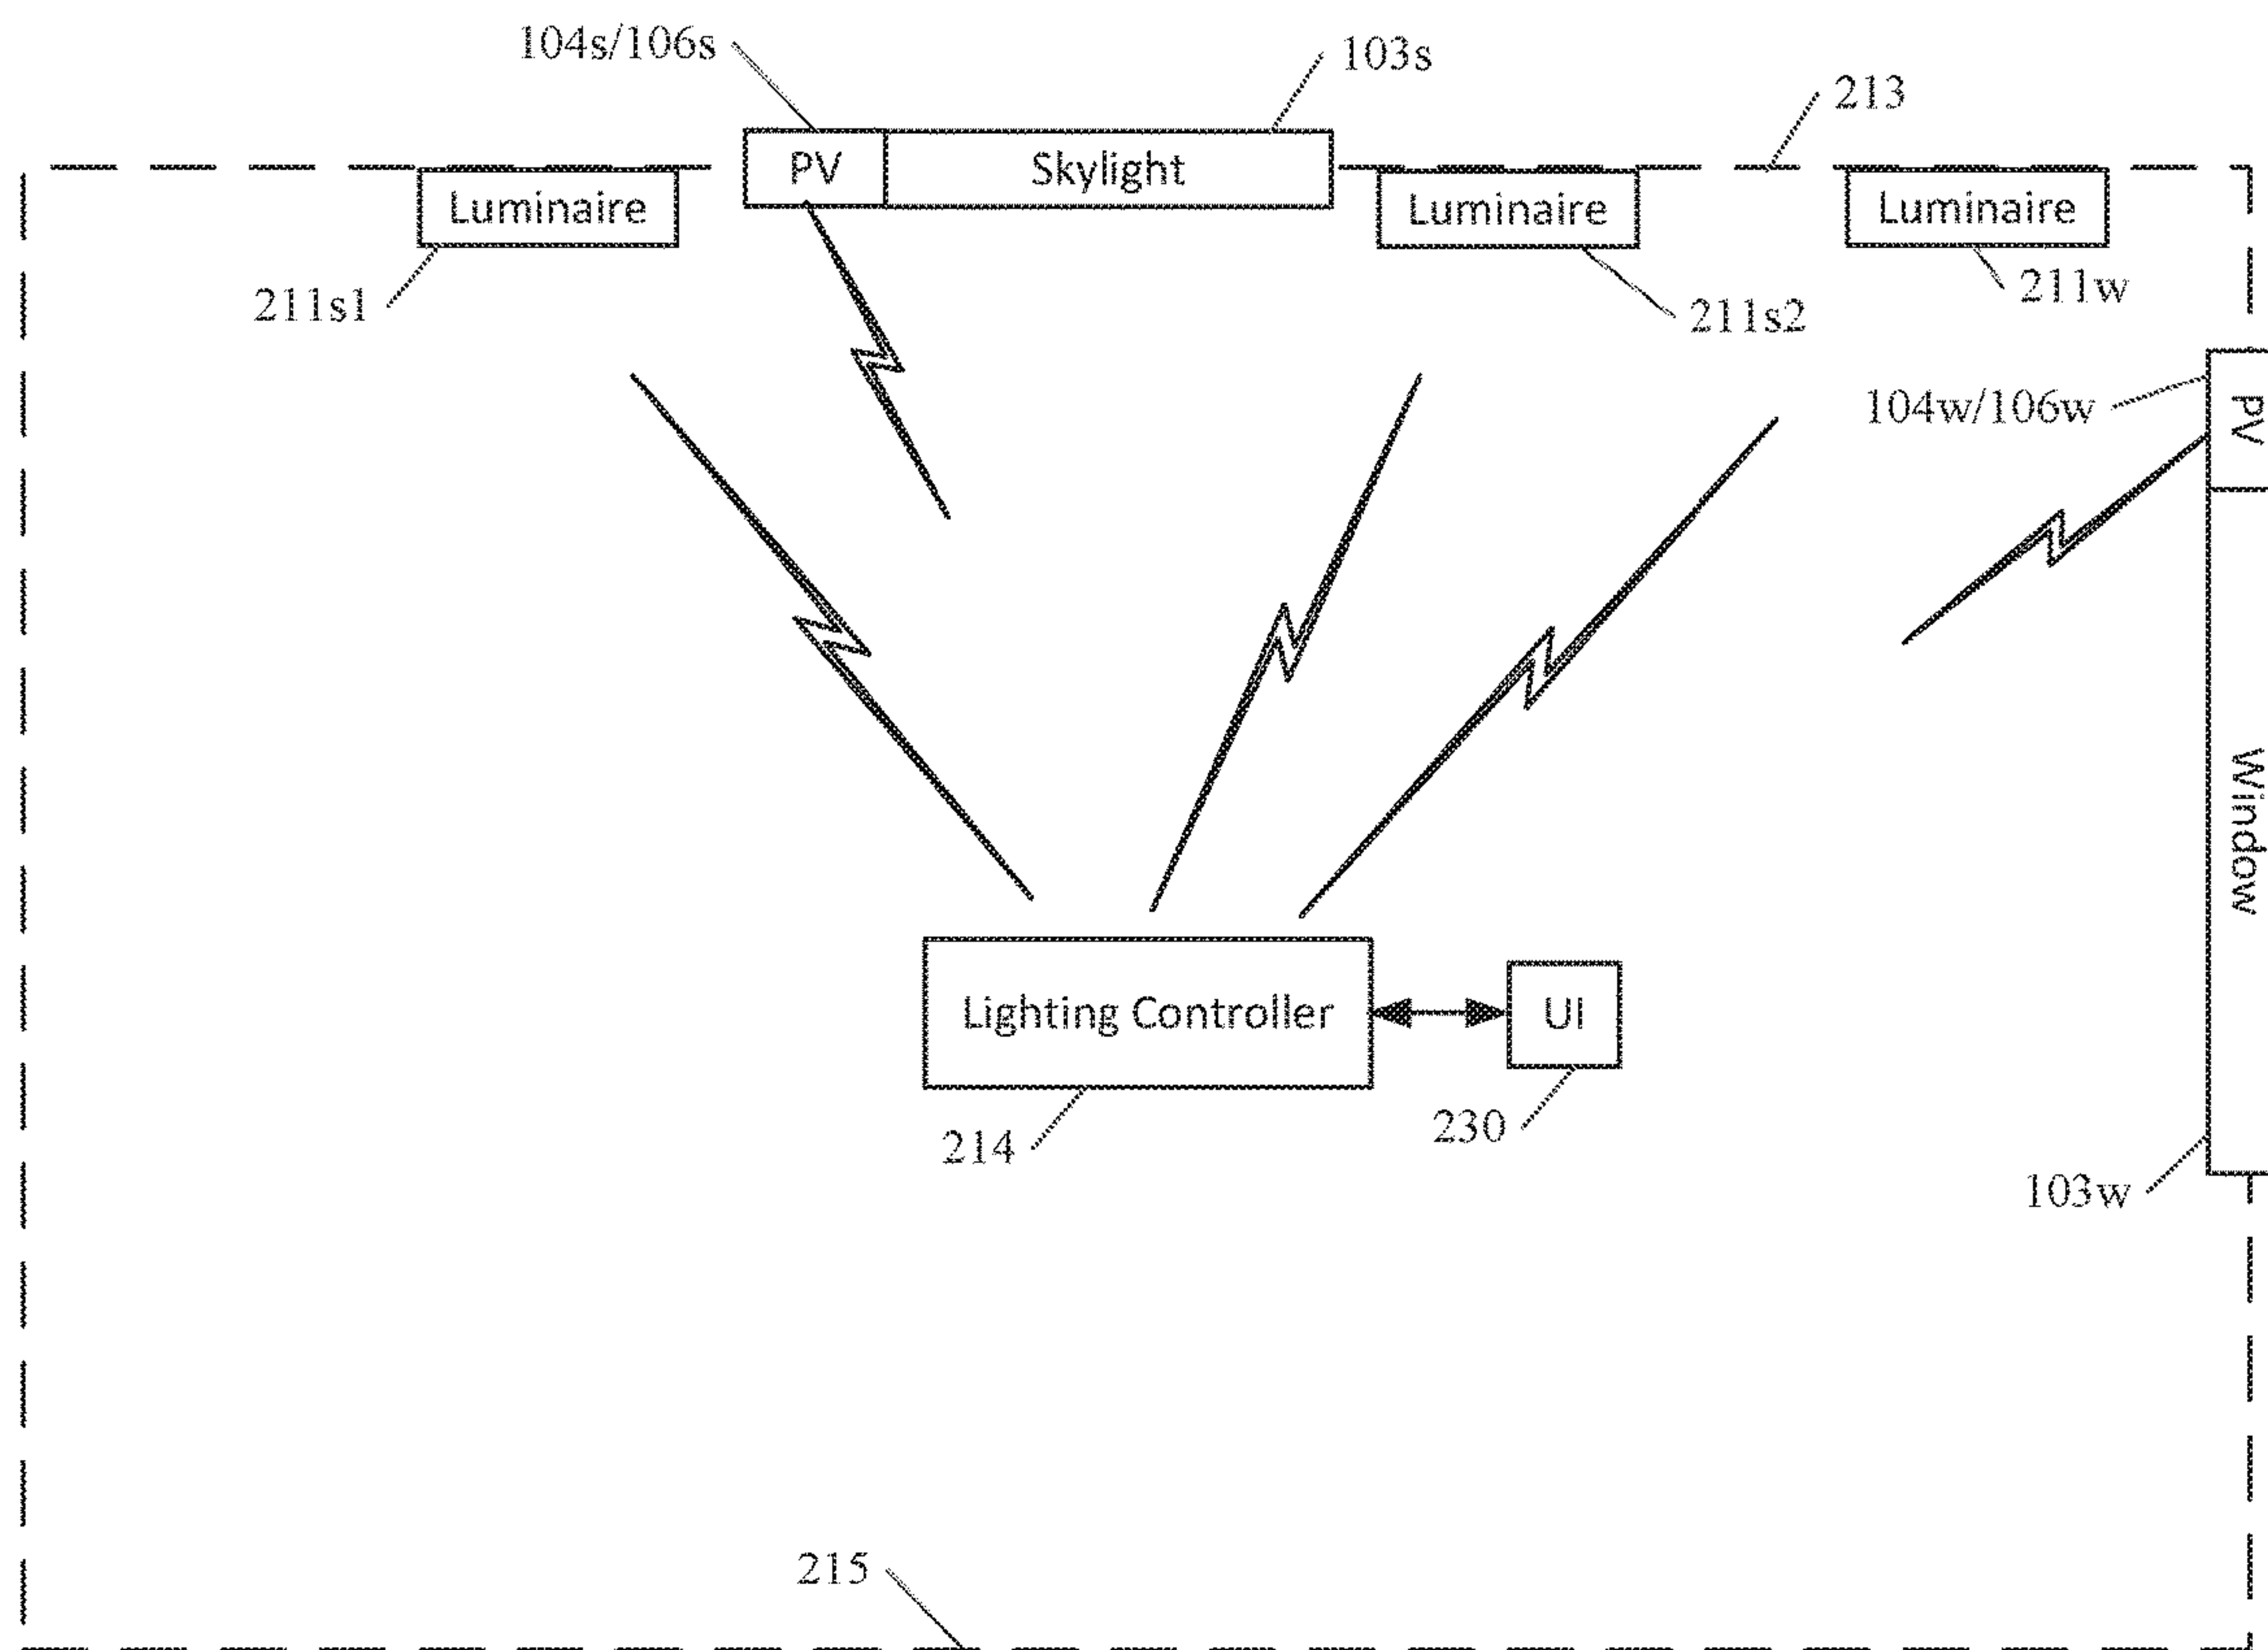 104s/106s
103s
213
PV
Skylight
Luminaire
Luminaire
Luminaire
211s1
211s2
211w
104w/106w
PV
Window
Lighting Controller
UI
214
230
103w
215